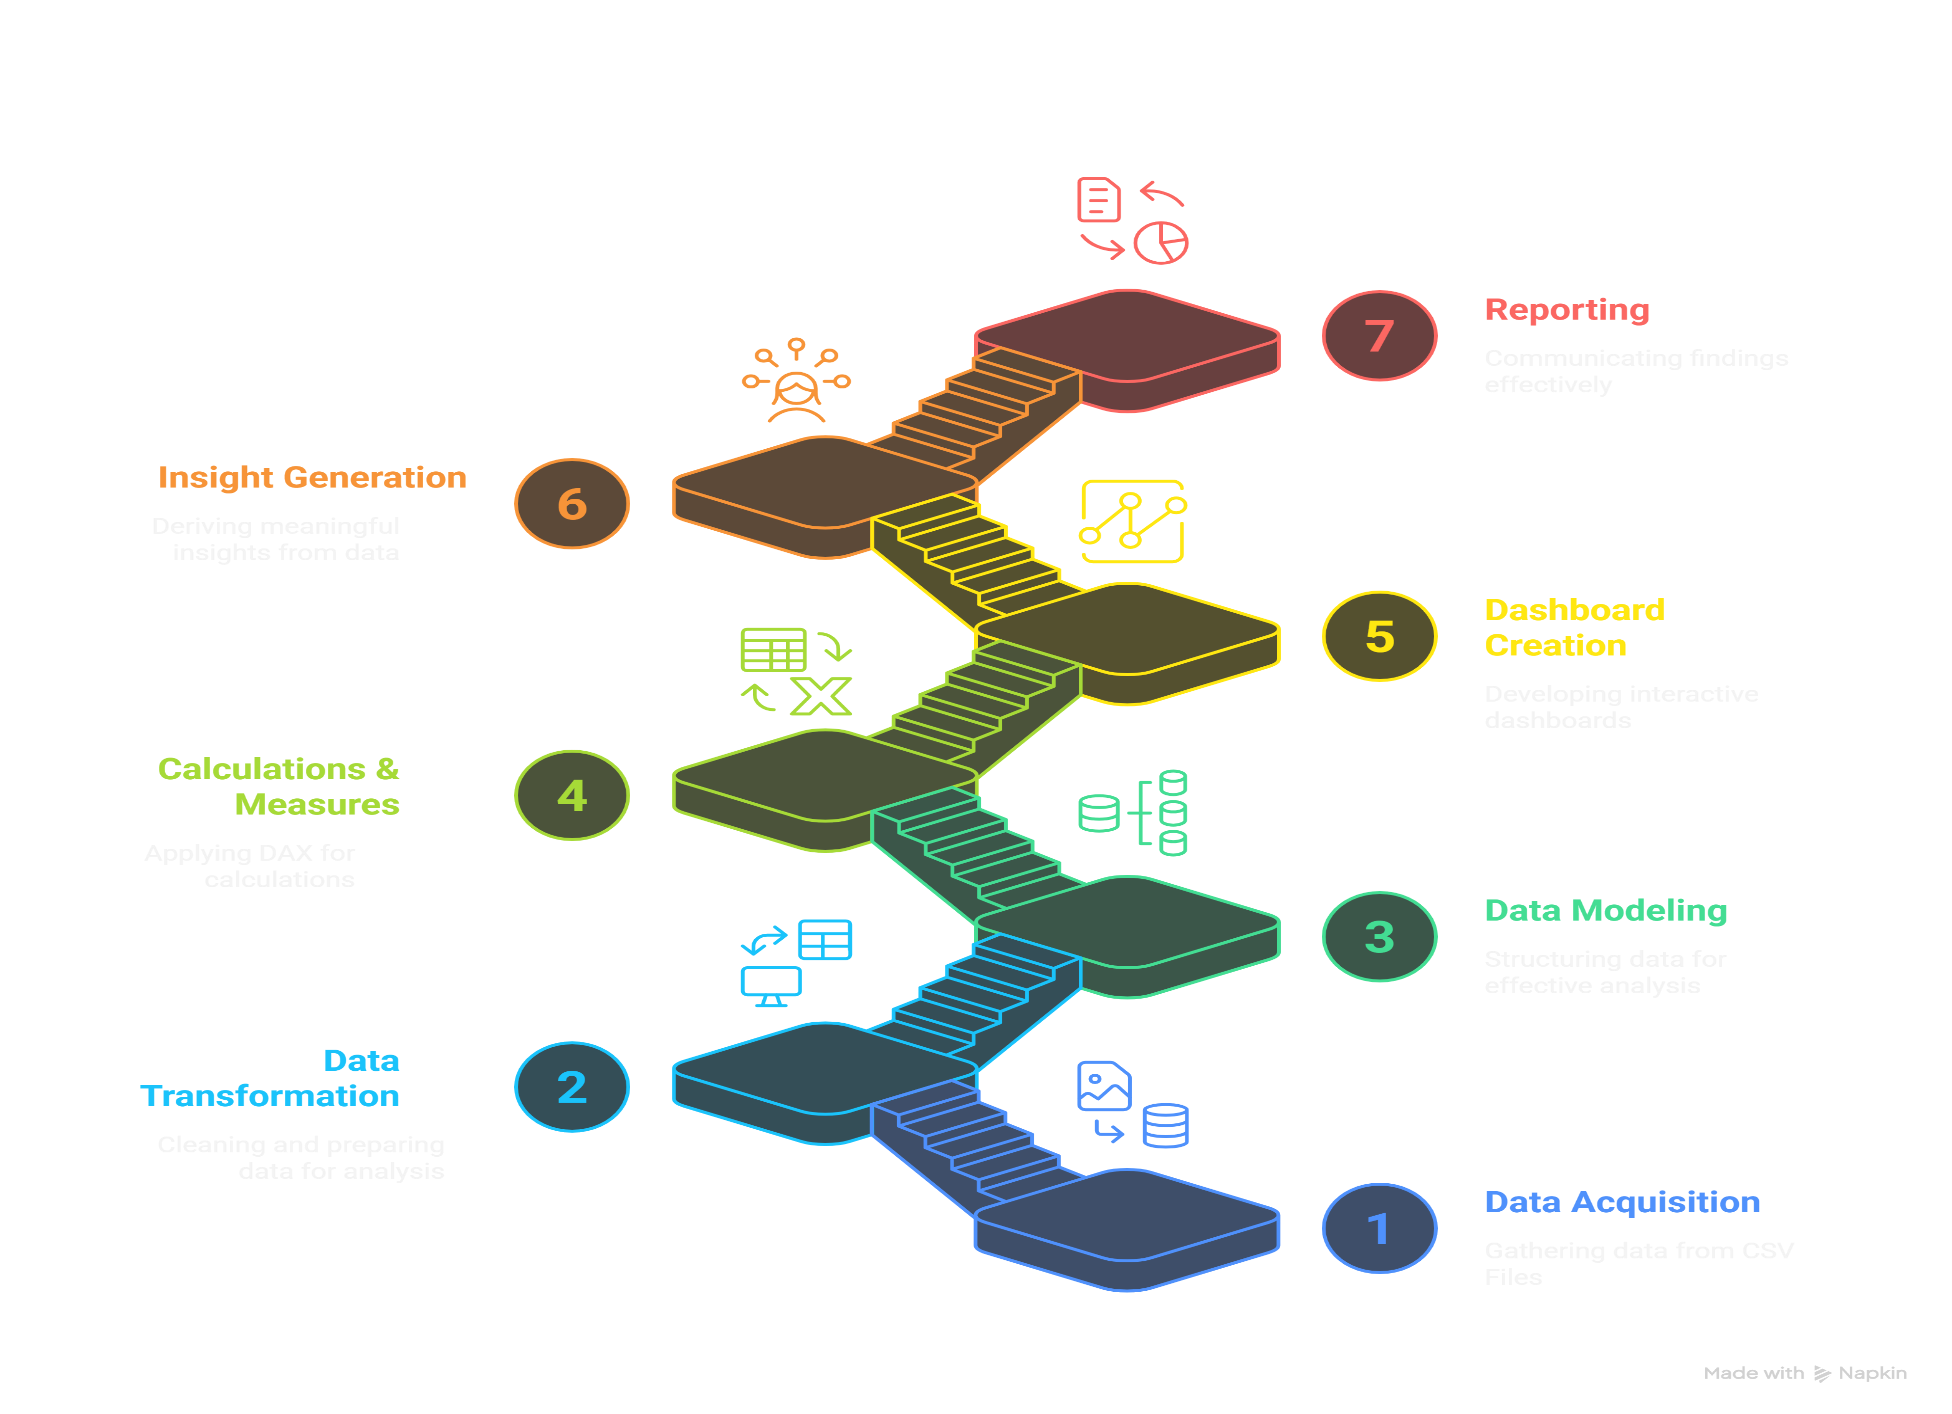 7
Reporting
Communicating findings
effectively
Insight Generation
6
Deriving meaningful
insights from data
5
Dashboard
Creation
Developing interactive
dashboards
Calculations &
Measures
4
Applying DAX for
calculations
3
Data Modeling
Structuring data for
effective analysis
Data
Transformation
2
Cleaning and preparing
data for analysis
1
Data Acquisition
Gathering data from CSV
Files
Made with Napkin